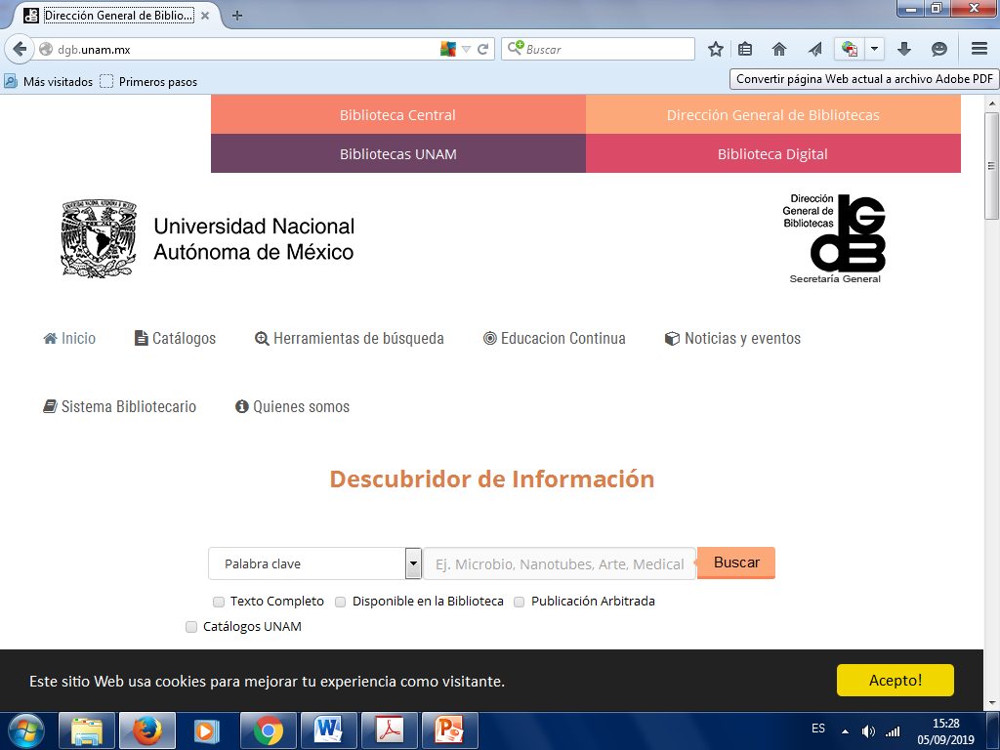 Dirección General de Biblio...
dgb.unam.mx
Buscar
Más visitados
Primeros pasos
Convertir página Web actual a archivo Adobe PDF
Biblioteca Central
Dirección General de Bibliotecas
Bibliotecas UNAM
Biblioteca Digital
Universidad Nacional
Autónoma de México
Dirección
General de
Bibliotecas
DGB
Secretaría General
Inicio
Catálogos
Herramientas de búsqueda
Educacion Continua
Noticias y eventos
Sistema Bibliotecario
Quienes somos
Descubridor de Información
Palabra clave
Ej. Microbio, Nanotubes, Arte, Medical
Buscar
Texto Completo
Disponible en la Biblioteca
Publicación Arbitrada
Catálogos UNAM
Este sitio Web usa cookies para mejorar tu experiencia como visitante.
Acepto!
ES
15:28
05/09/2019